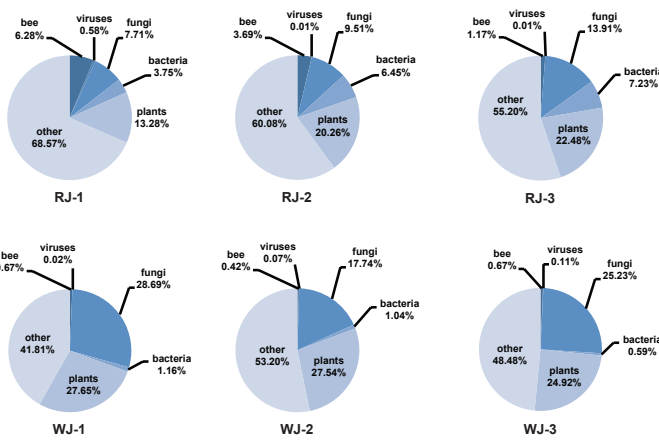 bee
6.28%
viruses
0.58%
fungi
7.71%
bacteria
3.75%
plants
13.28%
other
68.57%
RJ-1
bee
3.69%
viruses
0.01%
fungi
9.51%
bacteria
6.45%
plants
20.26%
other
60.08%
RJ-2
bee
1.17%
viruses
0.01%
fungi
13.91%
bacteria
7.23%
plants
22.48%
other
55.20%
RJ-3
bee
0.67%
viruses
0.02%
fungi
28.69%
bacteria
1.16%
plants
27.65%
other
41.81%
WJ-1
bee
0.42%
viruses
0.07%
fungi
17.74%
bacteria
1.04%
plants
27.54%
other
53.20%
WJ-2
bee
0.67%
viruses
0.11%
fungi
25.23%
bacteria
0.59%
plants
24.92%
other
48.48%
WJ-3